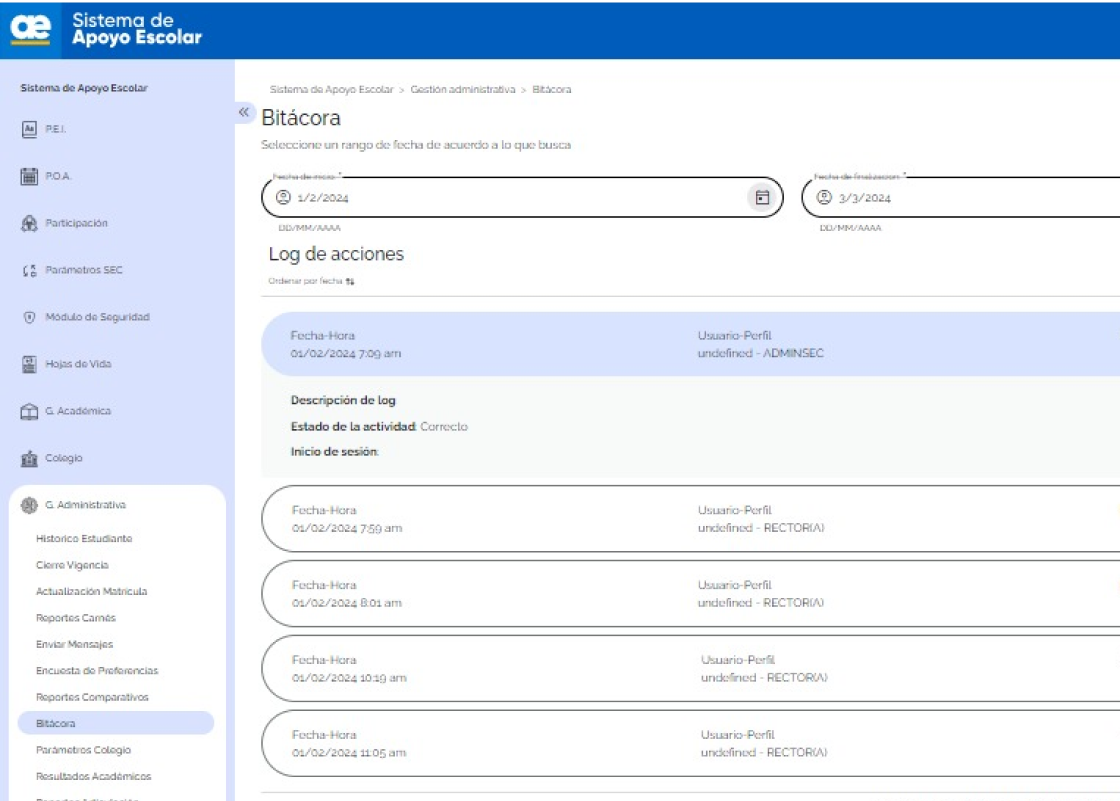 ae
Sistema de
Apoyo Escolar
Sistema de Apoyo Escolar
P.E.I.
P.O.A.
Participación
Parámetros SEC
Módulo de Seguridad
Hojas de Vida
G. Académica
Colegio
G. Administrativa
Historico Estudiante
Cierre Vigencia
Actualización Matricula
Reportes Carnés
Enviar Mensajes
Encuesta de Preferencias
Reportes Comparativos
Bitácora
Parámetros Colegio
Resultados Académicos
Sistema de Apoyo Escolar > Gestión administrativa > Bitácora
Bitácora
Seleccione un rango de fecha de acuerdo a lo que busca
Fecha de inicio * Fecha de finalización *
1/2/2024 3/3/2024
DD/MM/AAAA DD/MM/AAAA
Log de acciones
Ordenar por fecha
Fecha-Hora Usuario-Perfil
01/02/2024 7:09 am undefined - ADMINSEC
Descripción de log
Estado de la actividad: Correcto
Inicio de sesión:
Fecha-Hora Usuario-Perfil
01/02/2024 7:59 am undefined - RECTOR(A)
Fecha-Hora Usuario-Perfil
01/02/2024 8:01 am undefined - RECTOR(A)
Fecha-Hora Usuario-Perfil
01/02/2024 10:19 am undefined - RECTOR(A)
Fecha-Hora Usuario-Perfil
01/02/2024 11:05 am undefined - RECTOR(A)